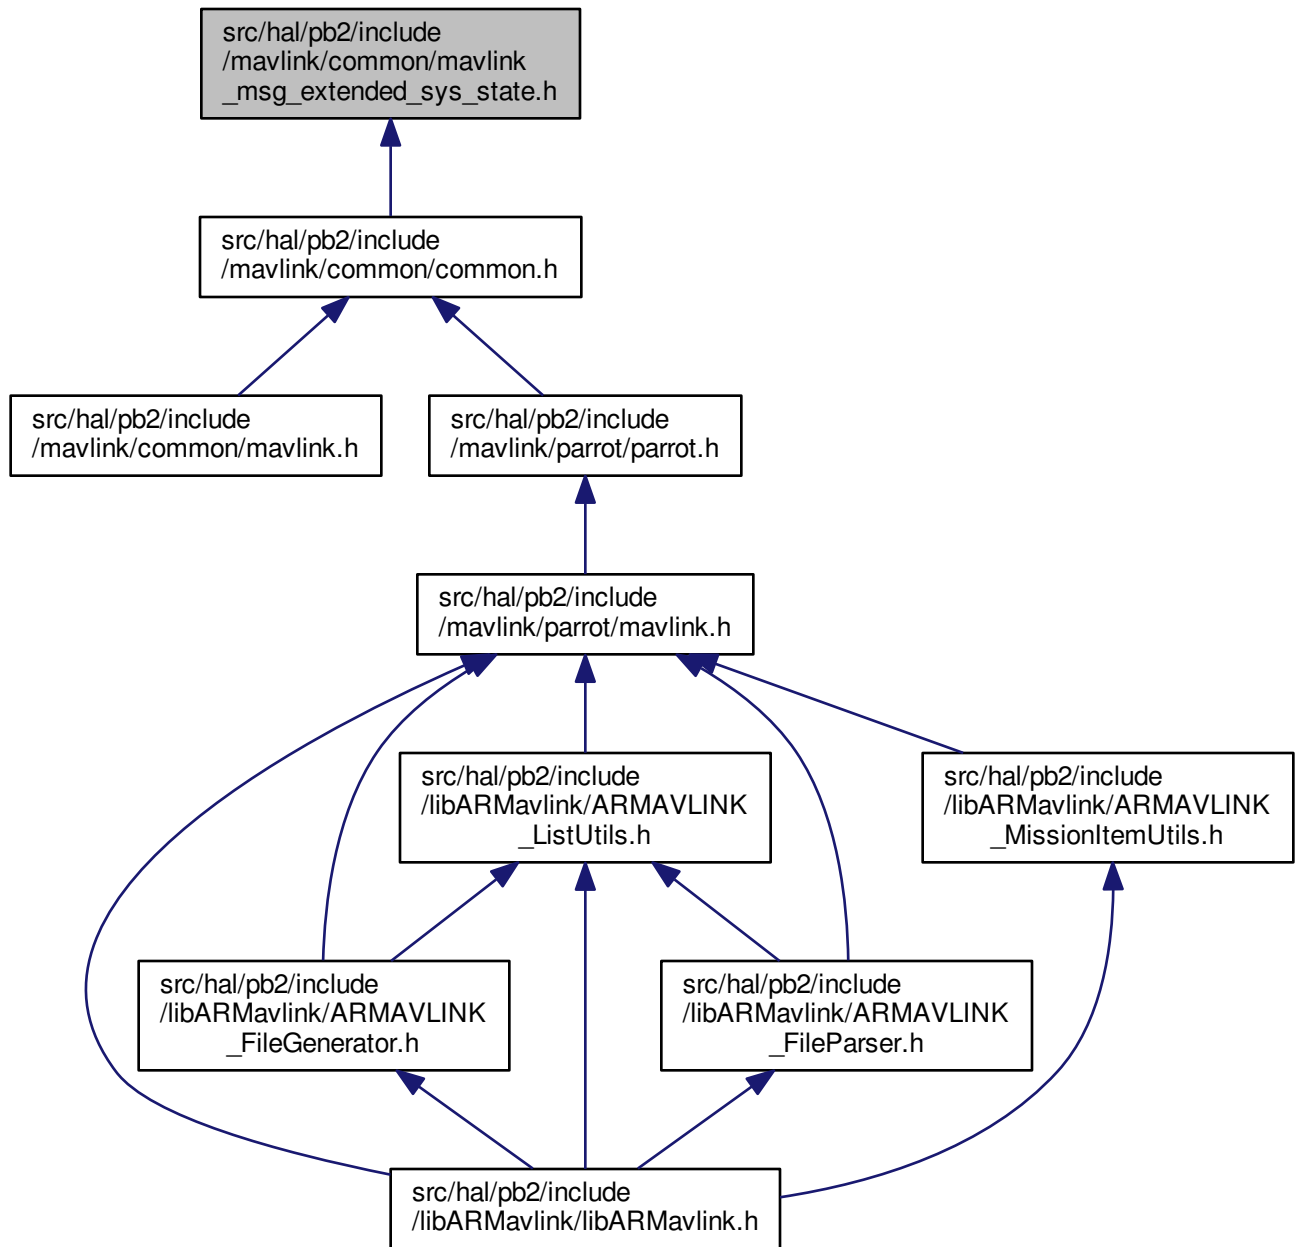 src/hal/pb2/include
/mavlink/common/mavlink
_msg_extended_sys_state.h
src/hal/pb2/include
/mavlink/common/common.h
src/hal/pb2/include
/mavlink/common/mavlink.h
src/hal/pb2/include
/mavlink/parrot/parrot.h
src/hal/pb2/include
/mavlink/parrot/mavlink.h
src/hal/pb2/include
/libARMavlink/ARMAVLINK
_ListUtils.h
src/hal/pb2/include
/libARMavlink/ARMAVLINK
_MissionItemUtils.h
src/hal/pb2/include
/libARMavlink/ARMAVLINK
_FileGenerator.h
src/hal/pb2/include
/libARMavlink/ARMAVLINK
_FileParser.h
src/hal/pb2/include
/libARMavlink/libARMavlink.h